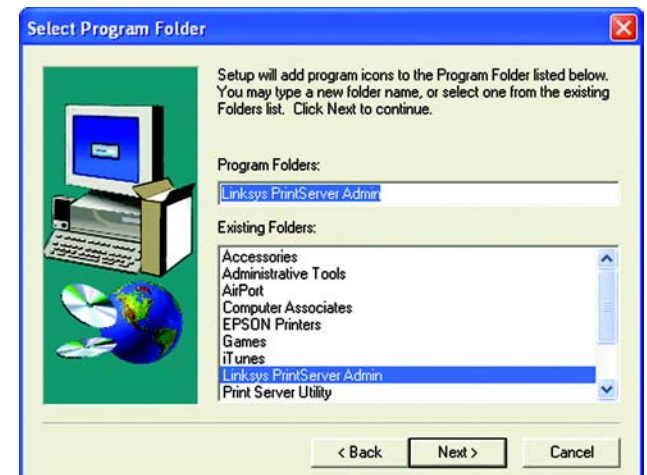 Select Program Folder
Setup will add program icons to the Program Folder listed below.
You may type a new folder name, or select one from the existing
Folders list. Click Next to continue.
Program Folders:
Linksys PrintServer Admin
Existing Folders:
Accessories
Administrative Tools
AirPort
Computer Associates
EPSON Printers
Games
iTunes
Linksys PrintServer Admin
Print Server Utility
< Back
Next >
Cancel